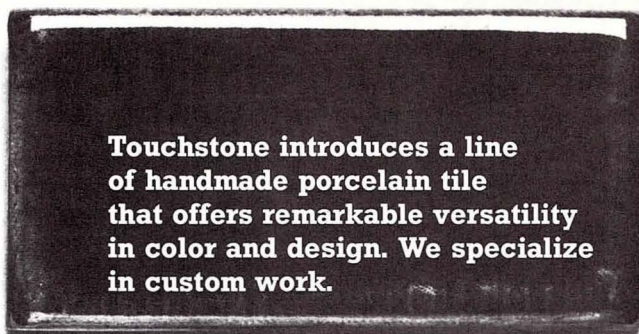 Touchstone introduces a line
of handmade porcelain tile
that offers remarkable versatility
in color and design. We specialize
in custom work.